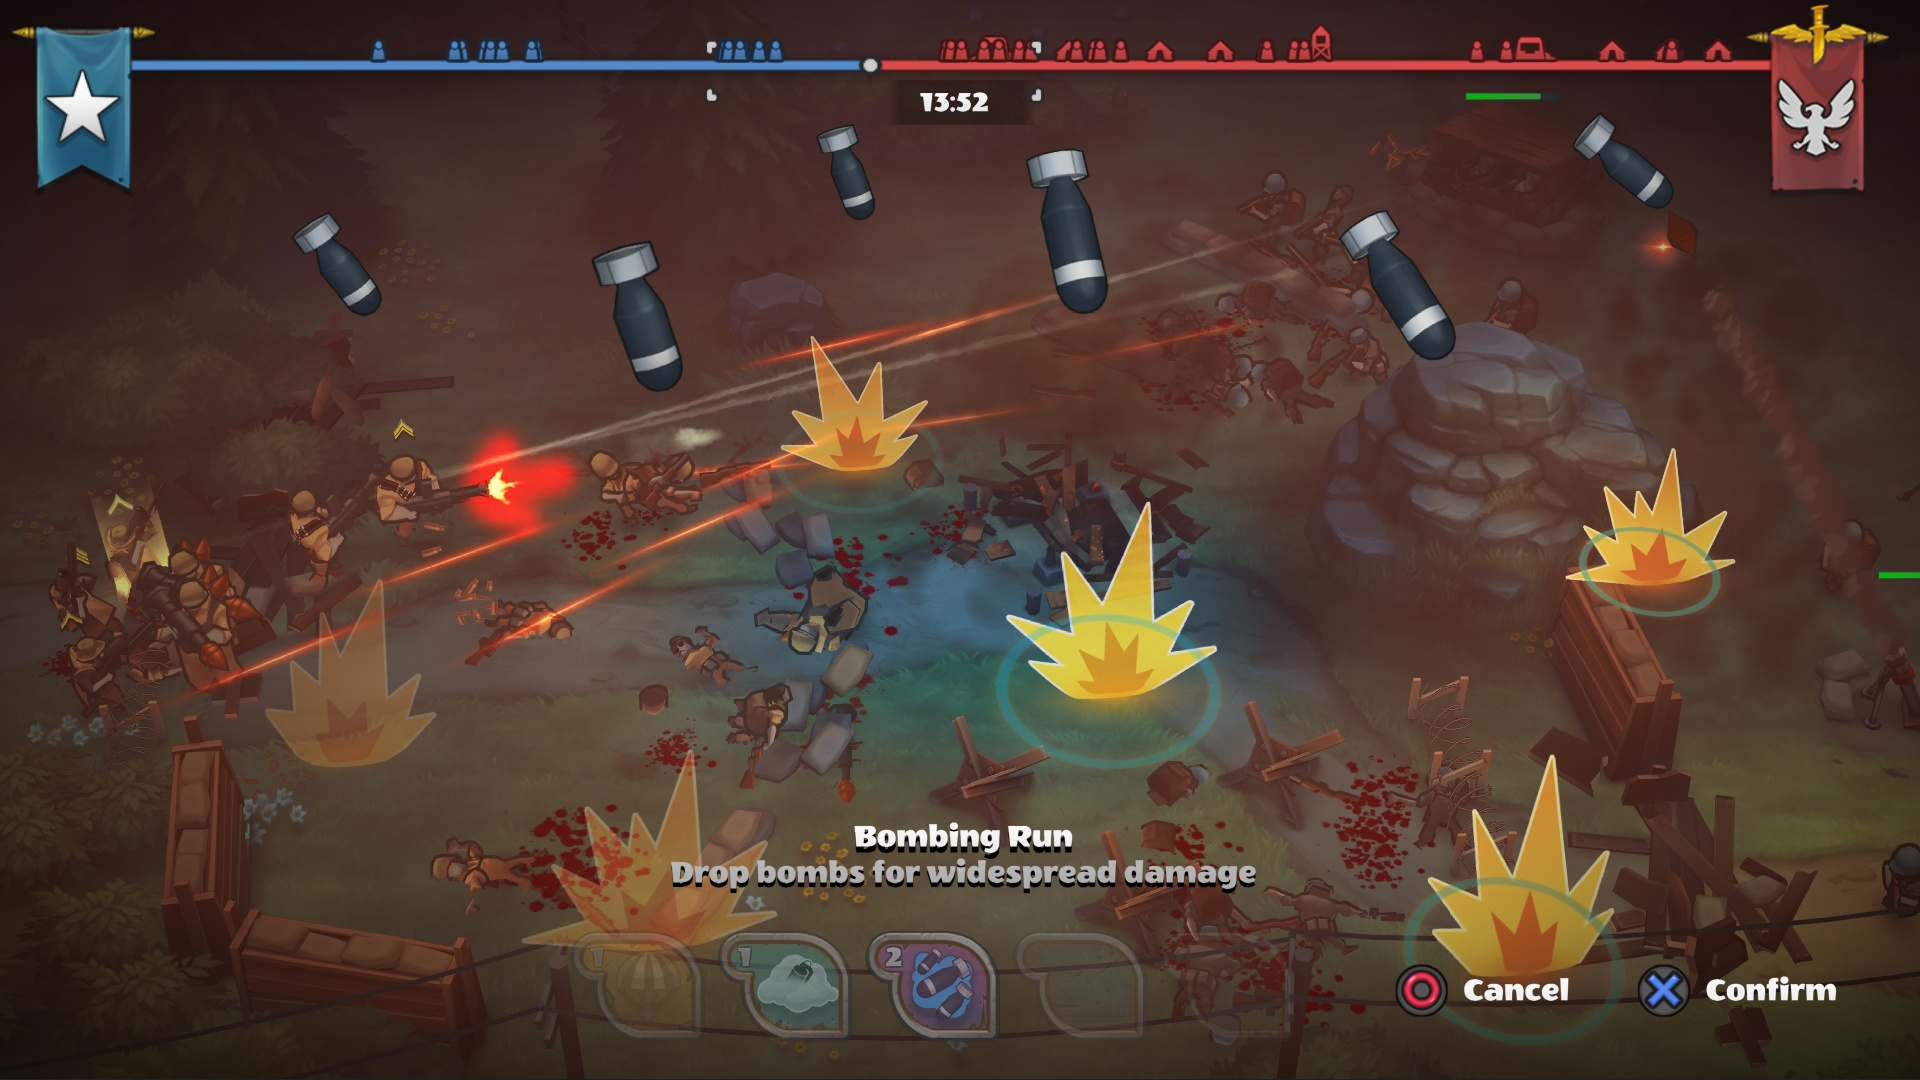 13:52
Bombing Run
Drop bombs for widespread damage
1
1
2
Cancel
Confirm